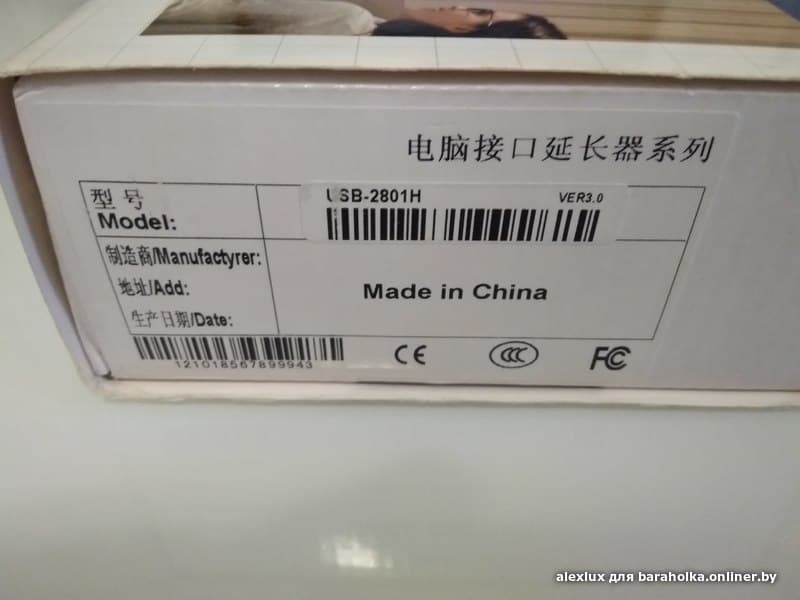 电脑接口延长器系列
型号
Model:
USB-2801H VER3.0
制造商/Manufactyrer:
地址/Add:
Made in China
生产日期/Date:
121018567899943
CE CCC FC
alexlux для baraholka.onliner.by